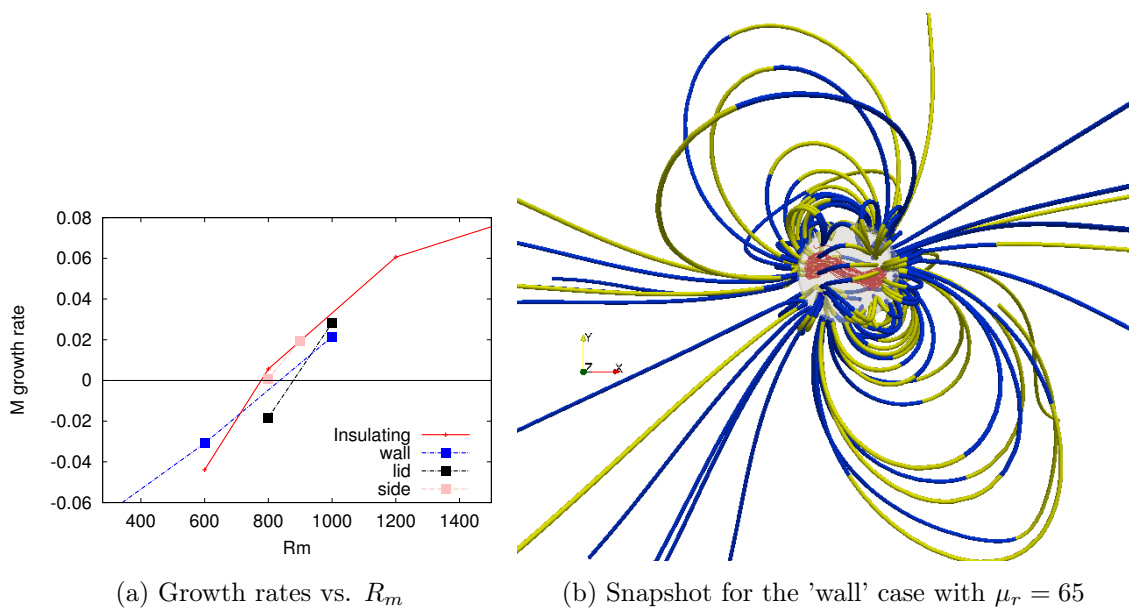 0.08
0.06
0.04
0.02
0
-0.02
-0.04
-0.06
M growth rate
Insulating
wall
lid
side
400 600 800 1000 1200 1400
Rm
Y
Z X
(a) Growth rates vs. $R_m$
(b) Snapshot for the 'wall' case with $\mu_r = 65$